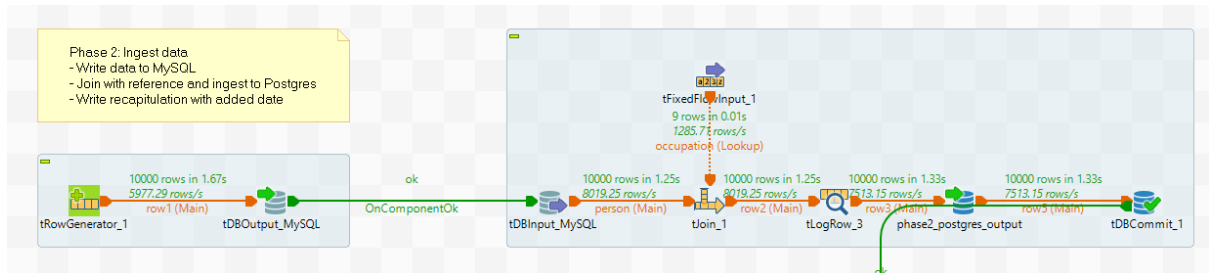 Phase 2: Ingest data
-Write data to MySQL
- Join with reference and ingest to Postgres
- Write recapitulation with added date
tFixedFlowInput_1
9 rows in 0.01s
1285.71 rows/s
occupation (Lookup)
10000 rows in 1.67s
5977.29 rows/s
row1 (Main)
tRowGenerator_1
tDBOutput_MySQL
ok
OnComponentOk
10000 rows in 1.25s
8019.25 rows/s
person (Main)
tDBInput_MySQL
tJoin_1
10000 rows in 1.25s
8019.25 rows/s
row2 (Main)
tLogRow_3
10000 rows in 1.33s
7513.15 rows/s
row3 (Main)
phase2_postgres_output
10000 rows in 1.33s
7513.15 rows/s
row5 (Main)
tDBCommit_1
ok